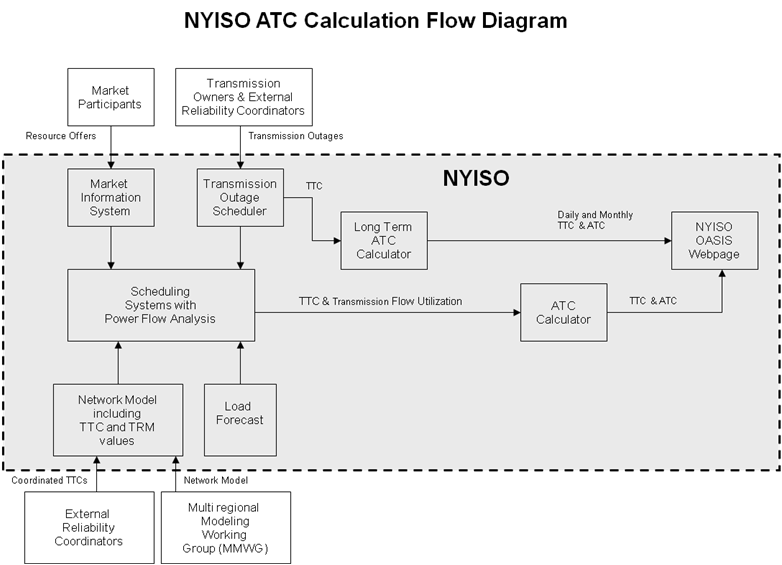 NYISO ATC Calculation Flow Diagram
Market
Participants
Transmission
Owners & External
Reliability Coordinators
Resource Offers
Transmission Outages
NYISO
Market
Information
System
Transmission
Outage
Scheduler
TTC
Long Term
ATC
Calculator
Daily and Monthly
TTC & ATC
NYISO
OASIS
Webpage
Scheduling
Systems with
Power Flow Analysis
TTC & Transmission Flow Utilization
ATC
Calculator
TTC & ATC
Network Model
including
TTC and TRM
values
Load
Forecast
Coordinated TTCs
Network Model
External
Reliability
Coordinators
Multi regional
Modeling
Working
Group (MMWG)